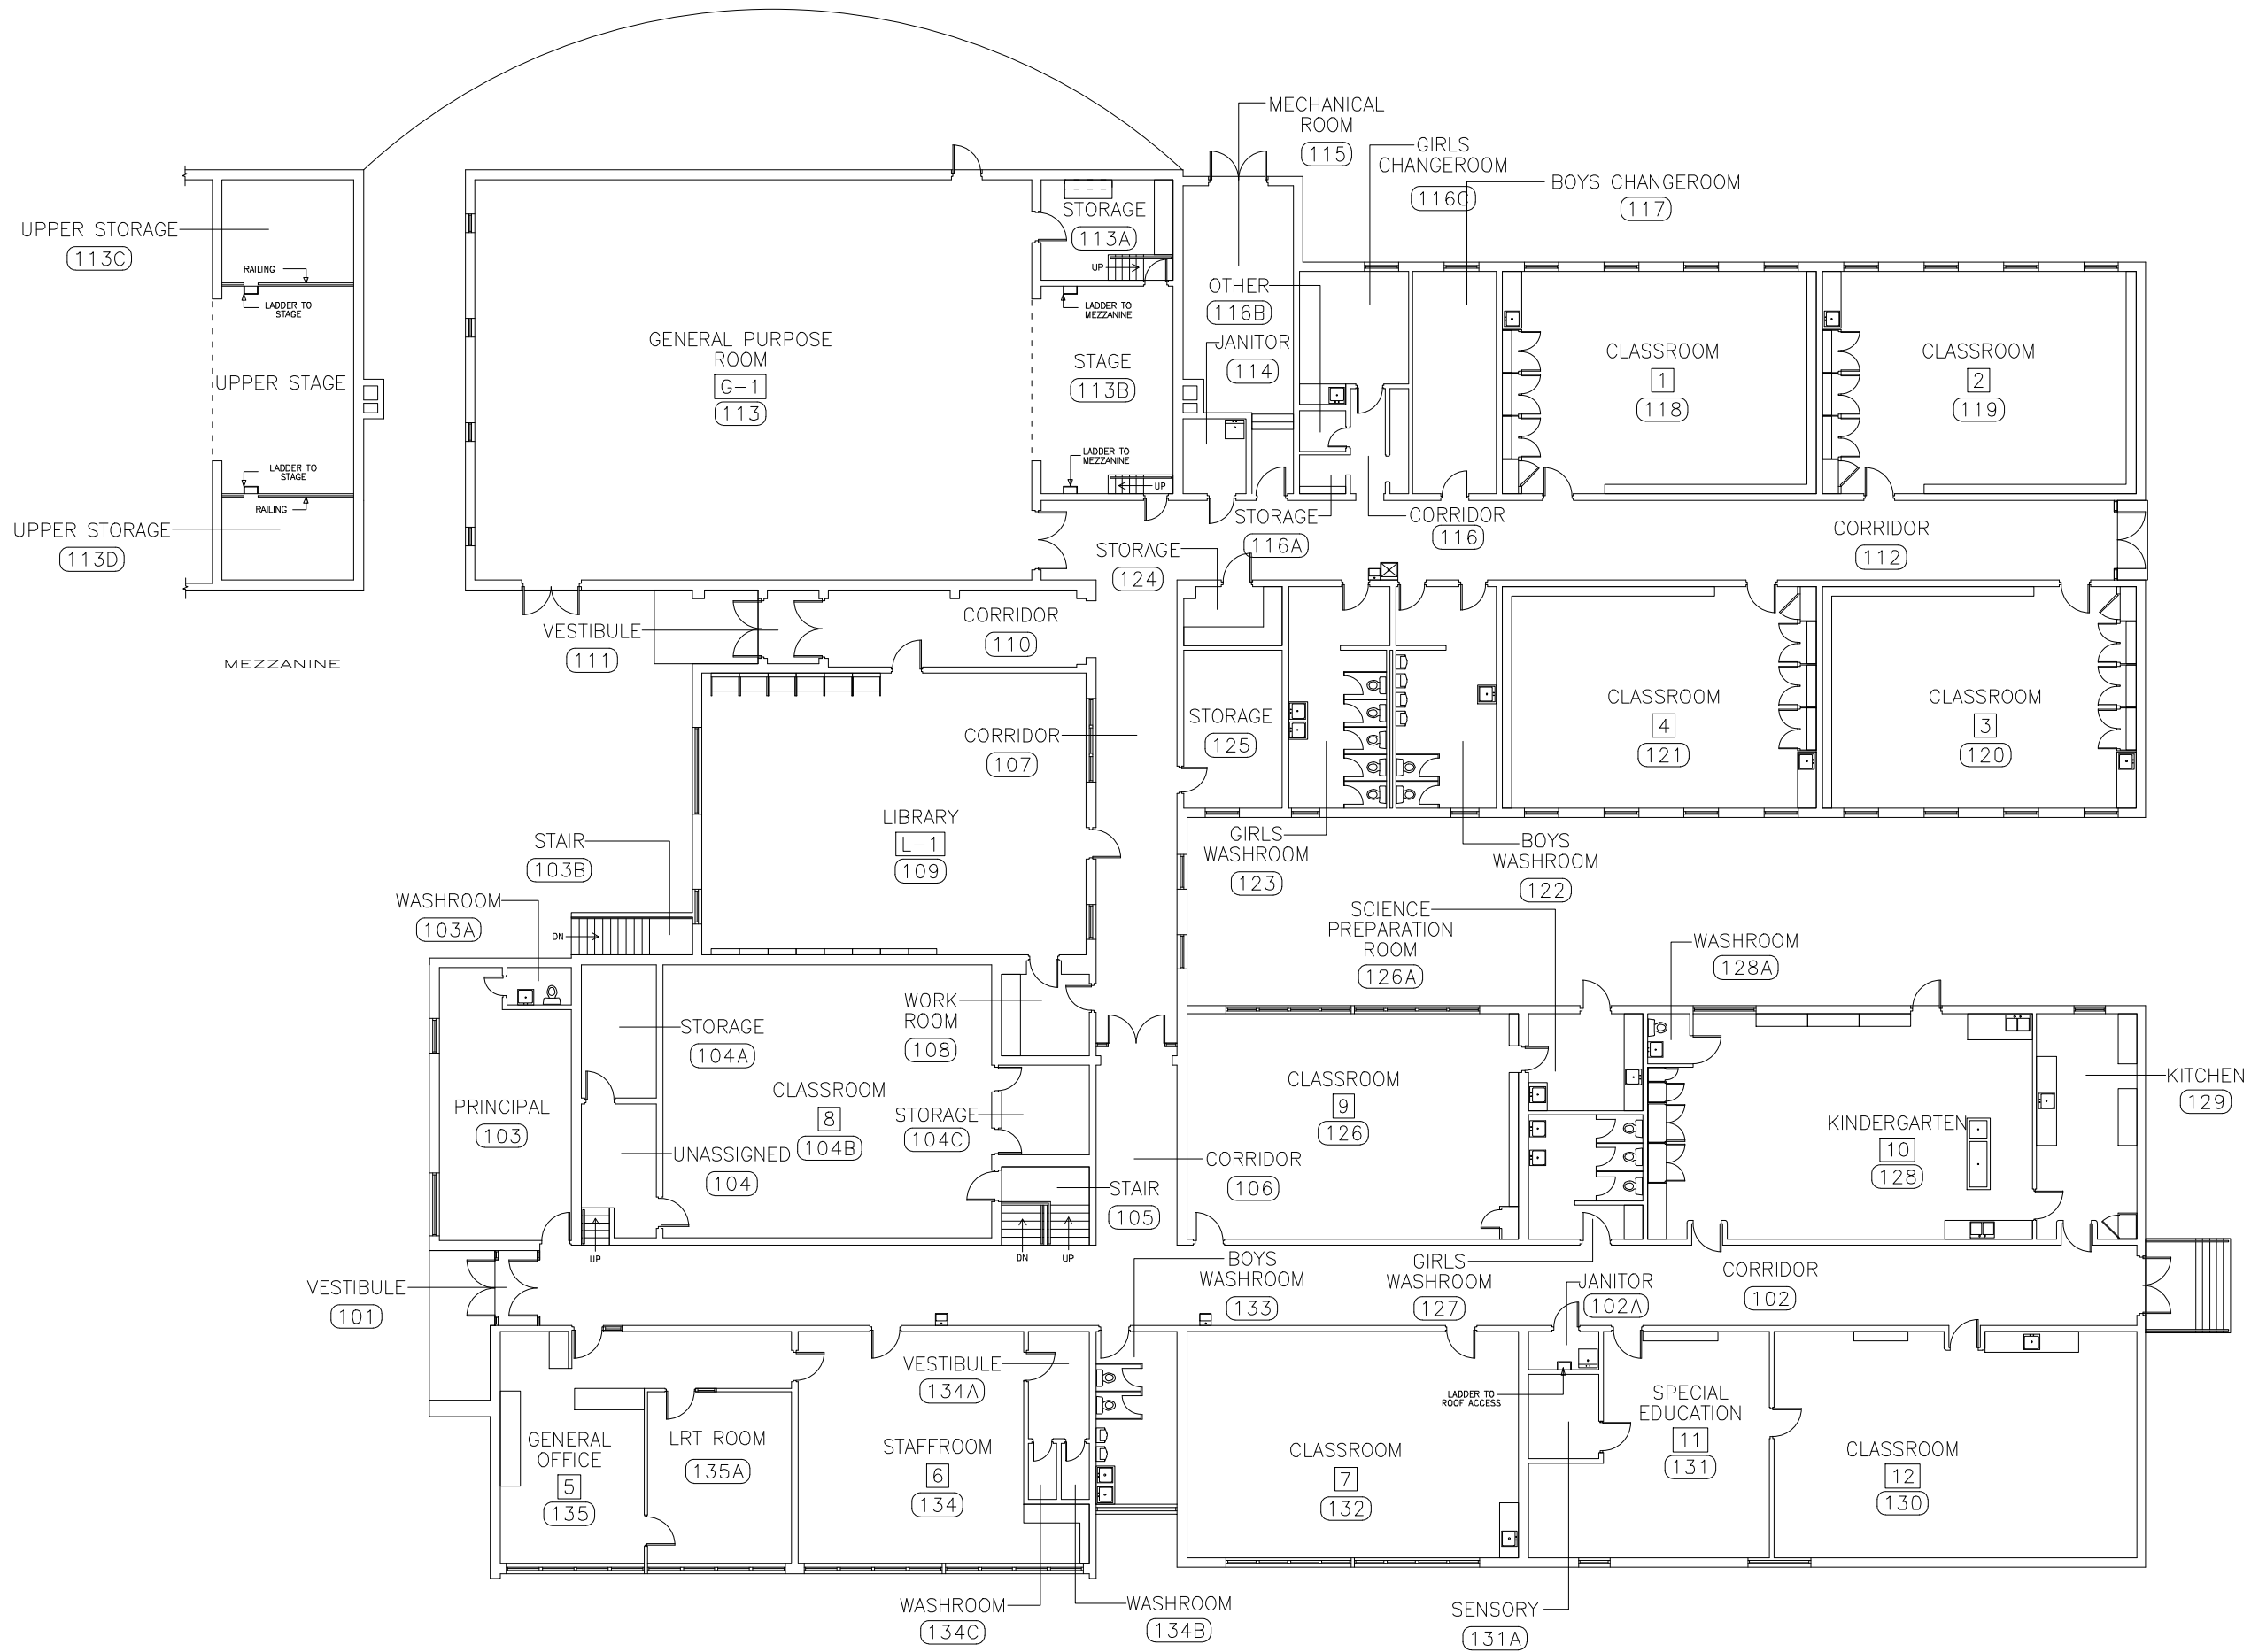 MECHANICAL
ROOM
115
GIRLS
CHANGEROOM
116C
BOYS CHANGEROOM
117
UPPER STORAGE
113C
RAILING
LADDER TO
STAGE
UPPER STAGE
LADDER TO
STAGE
RAILING
UPPER STORAGE
113D
MEZZANINE
GENERAL PURPOSE
ROOM
G-1
113
STORAGE
113A
UP
LADDER TO
MEZZANINE
STAGE
113B
LADDER TO
MEZZANINE
UP
OTHER
116B
JANITOR
114
CLASSROOM
1
118
CLASSROOM
2
119
STORAGE
116A
CORRIDOR
116
CORRIDOR
112
STORAGE
124
VESTIBULE
111
CORRIDOR
110
CORRIDOR
107
STORAGE
125
CLASSROOM
4
121
CLASSROOM
3
120
LIBRARY
L-1
109
STAIR
103B
DN
WASHROOM
103A
GIRLS
WASHROOM
123
BOYS
WASHROOM
122
SCIENCE
PREPARATION
ROOM
126A
WASHROOM
128A
WORK
ROOM
108
STORAGE
104A
CLASSROOM
8
104B
STORAGE
104C
PRINCIPAL
103
UNASSIGNED
104
UP
STAIR
105
DN
UP
CORRIDOR
106
CLASSROOM
9
126
KINDERGARTEN
10
128
KITCHEN
129
VESTIBULE
101
BOYS
WASHROOM
133
GIRLS
WASHROOM
127
JANITOR
102A
CORRIDOR
102
VESTIBULE
134A
LADDER TO
ROOF ACCESS
GENERAL
OFFICE
5
135
LRT ROOM
135A
STAFFROOM
6
134
CLASSROOM
7
132
SPECIAL
EDUCATION
11
131
CLASSROOM
12
130
WASHROOM
134C
WASHROOM
134B
SENSORY
131A